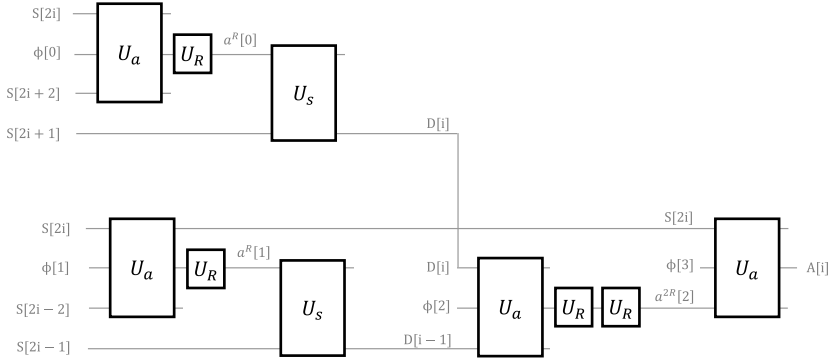 S[2i]
ϕ[0]
S[2i + 2]
S[2i + 1]
U_a
U_R
a^R[0]
U_s
D[i]
S[2i]
ϕ[1]
S[2i − 2]
S[2i − 1]
U_a
U_R
a^R[1]
U_s
D[i]
ϕ[2]
D[i − 1]
U_a
U_R
U_R
a^{2R}[2]
S[2i]
ϕ[3]
U_a
A[i]